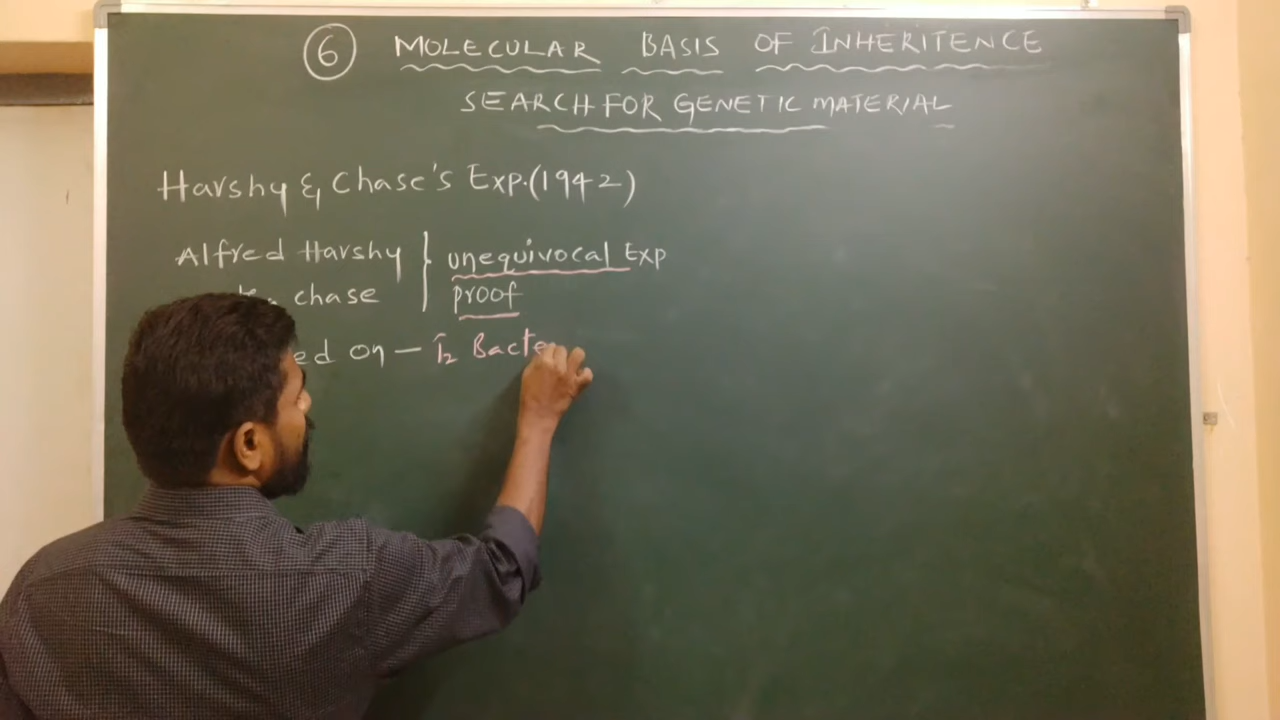 6 MOLECULAR BASIS OF INHERITENCE
SEARCH FOR GENETIC MATERIAL
Harshy & Chase's Exp. (1942)
Alfred Harshy } unequivocal Exp
chase proof
ed on — T2 Bacte